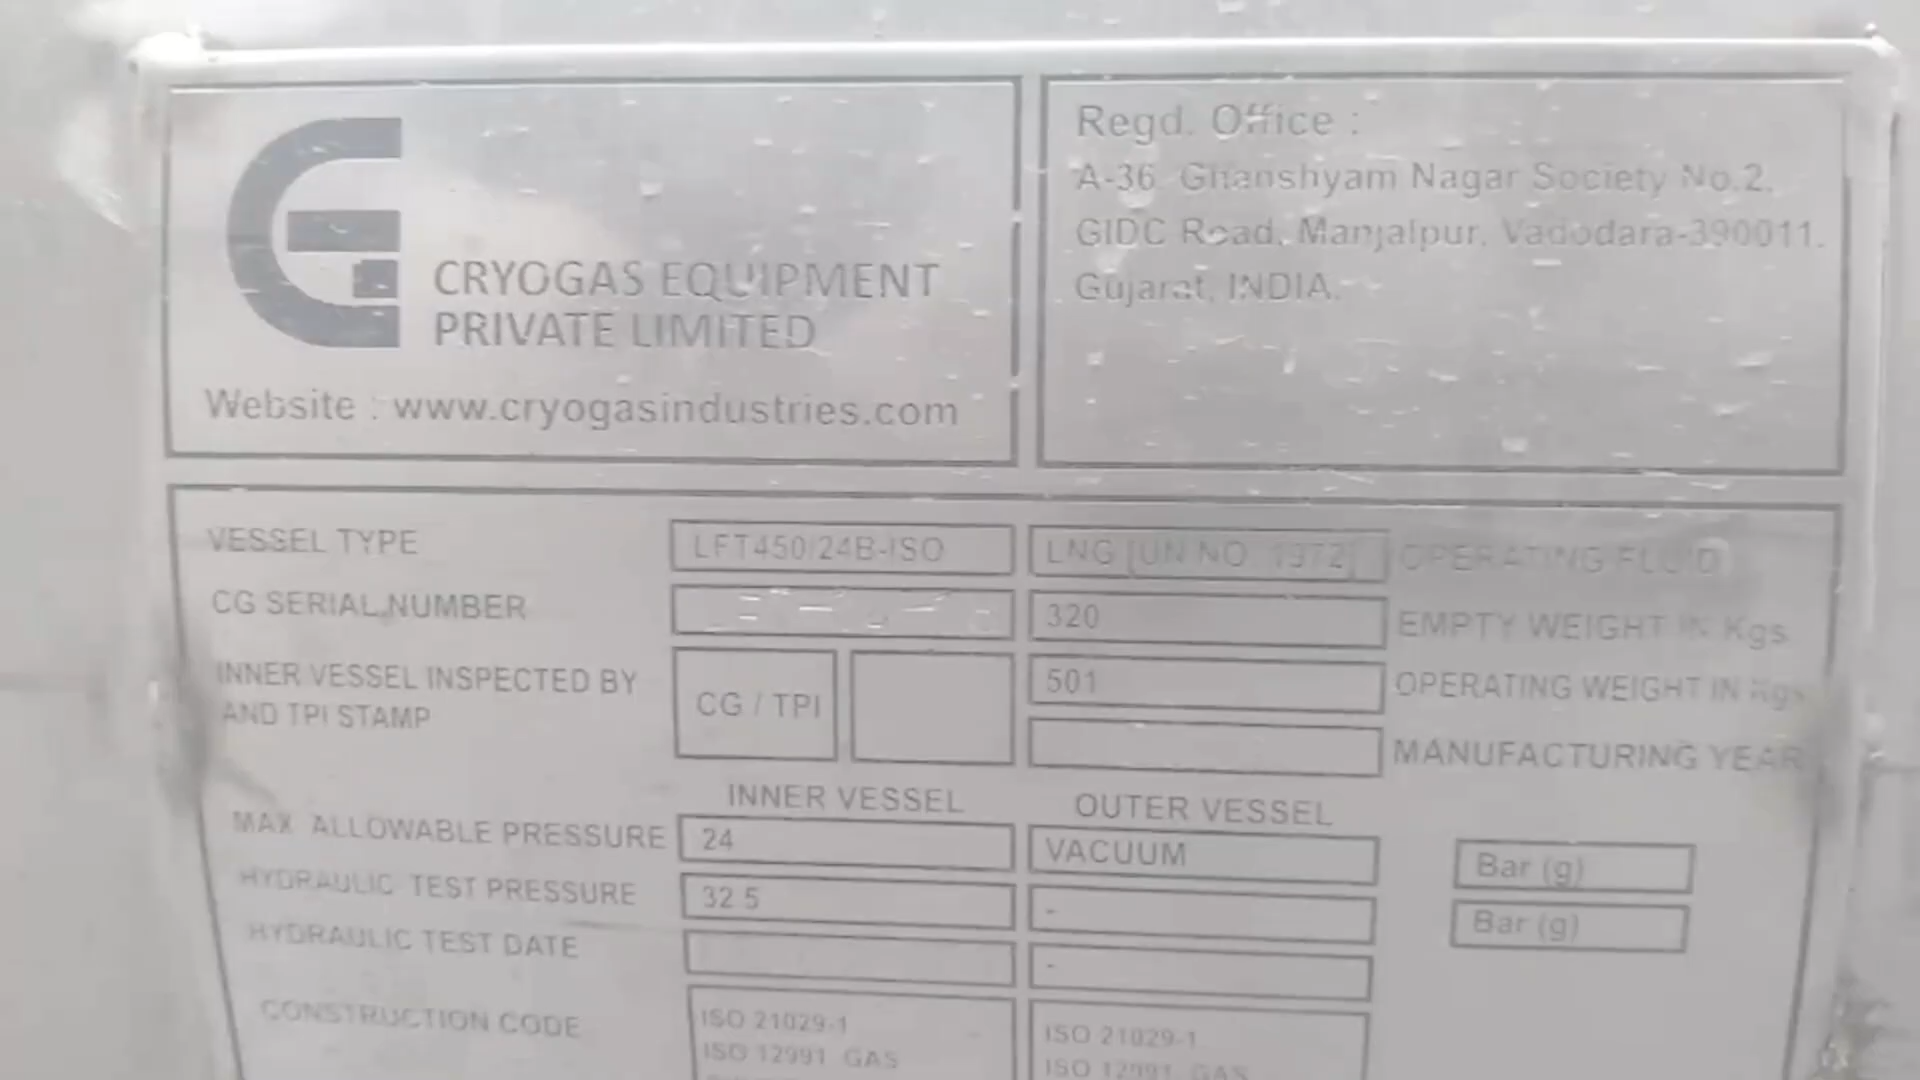 CRYOGAS EQUIPMENT
PRIVATE LIMITED
Website : www.cryogasindustries.com
Regd. Office :
A-36 Ghanshyam Nagar Society No.2,
GIDC Road, Manjalpur, Vadodara-390011.
Gujarat, INDIA.
VESSEL TYPE LFT450/24B-ISO LNG [UN NO 1972] OPERATING FLUID
CG SERIAL NUMBER 320 EMPTY WEIGHT IN Kgs
INNER VESSEL INSPECTED BY
AND TPI STAMP CG / TPI 501 OPERATING WEIGHT IN Kgs
MANUFACTURING YEAR
INNER VESSEL OUTER VESSEL
MAX ALLOWABLE PRESSURE 24 VACUUM Bar (g)
HYDRAULIC TEST PRESSURE 32.5 - Bar (g)
HYDRAULIC TEST DATE -
CONSTRUCTION CODE ISO 21029-1 ISO 21029-1
ISO 12991 GAS ISO 12991 GAS